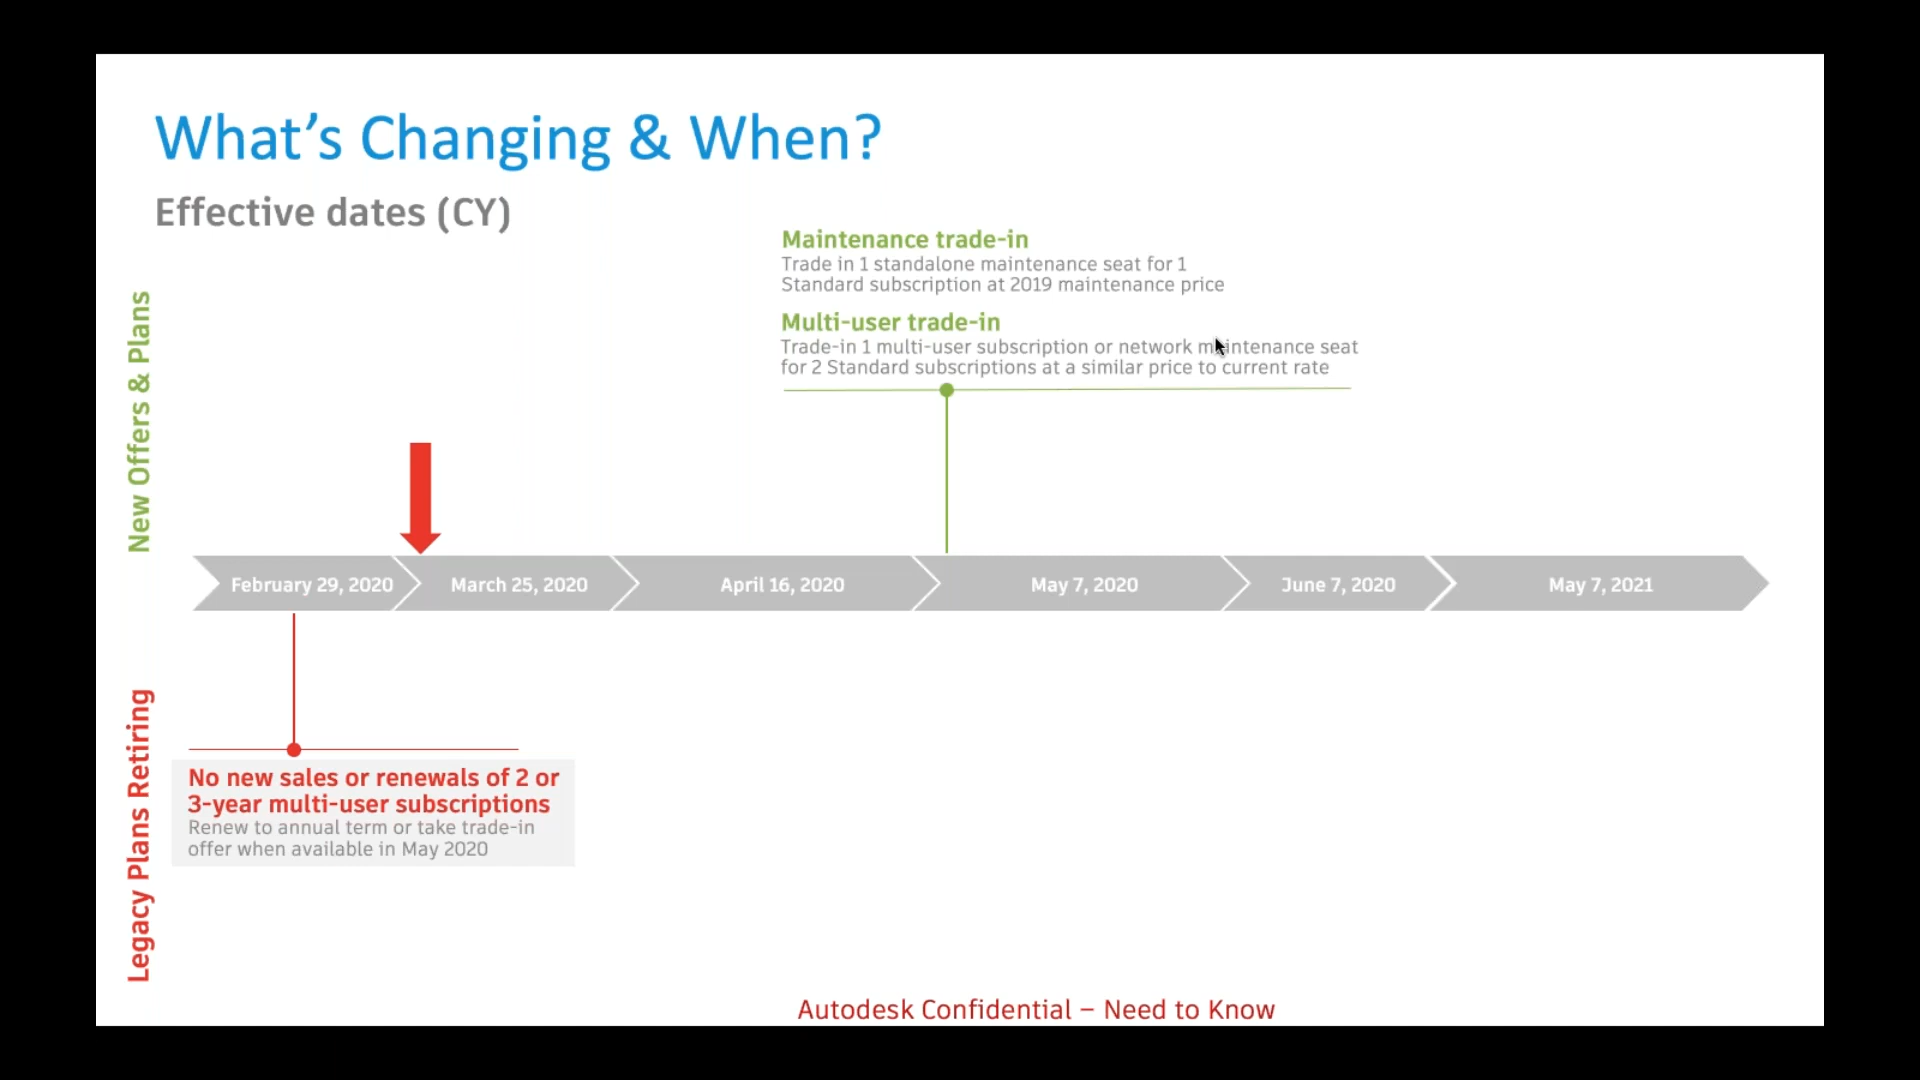 What's Changing & When?
Effective dates (CY)
Maintenance trade-in
Trade in 1 standalone maintenance seat for 1
Standard subscription at 2019 maintenance price
Multi-user trade-in
Trade-in 1 multi-user subscription or network maintenance seat
for 2 Standard subscriptions at a similar price to current rate
New Offers & Plans
February 29, 2020
March 25, 2020
April 16, 2020
May 7, 2020
June 7, 2020
May 7, 2021
Legacy Plans Retiring
No new sales or renewals of 2 or
3-year multi-user subscriptions
Renew to annual term or take trade-in
offer when available in May 2020
Autodesk Confidential – Need to Know